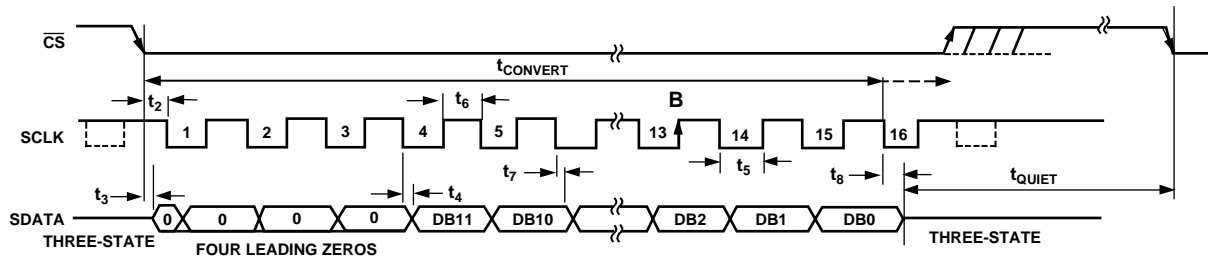 CS
tCONVERT
t2
t6
B
SCLK
1 2 3 4 5 13 14 15 16
t3
t4
t7
t5
t8
tQUIET
SDATA
0 0 0 0 DB11 DB10 DB2 DB1 DB0
THREE-STATE
FOUR LEADING ZEROS
THREE-STATE